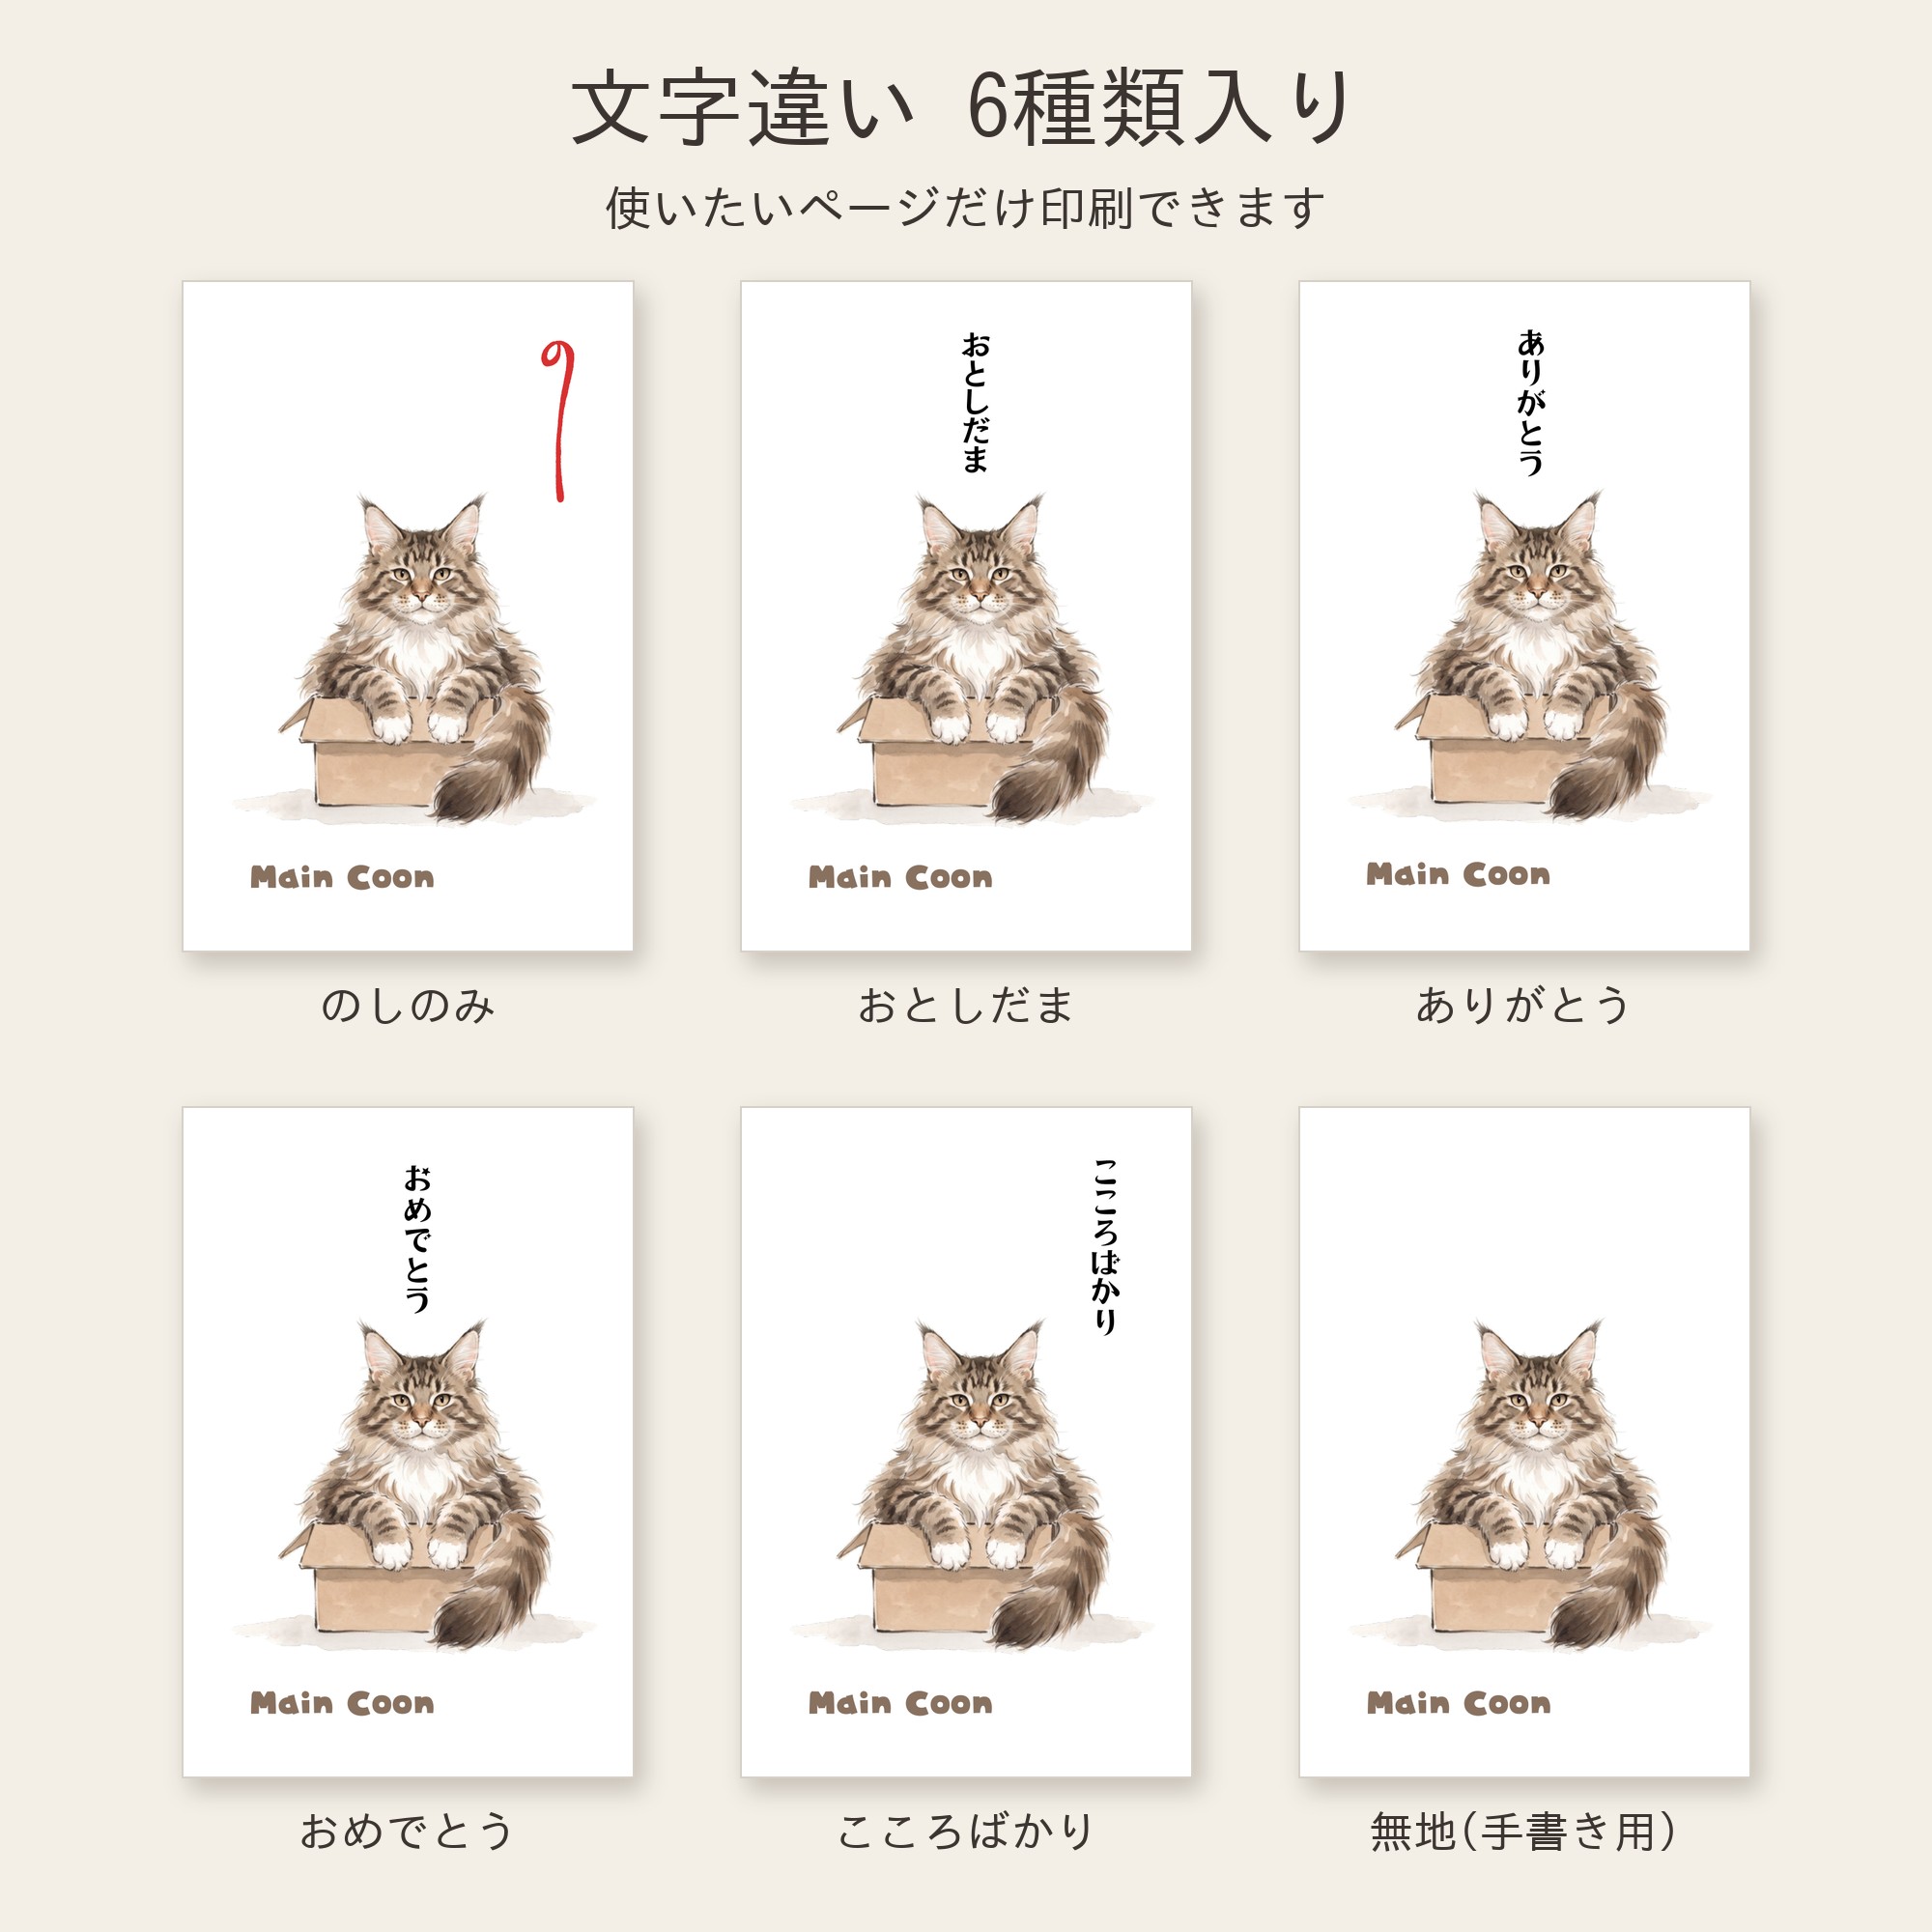 文字違い 6種類入り
使いたいページだけ印刷できます
Main Coon
のしのみ
おとしだま
Main Coon
おとしだま
ありがとう
Main Coon
ありがとう
おめでとう
Main Coon
おめでとう
こころばかり
Main Coon
こころばかり
Main Coon
無地(手書き用)